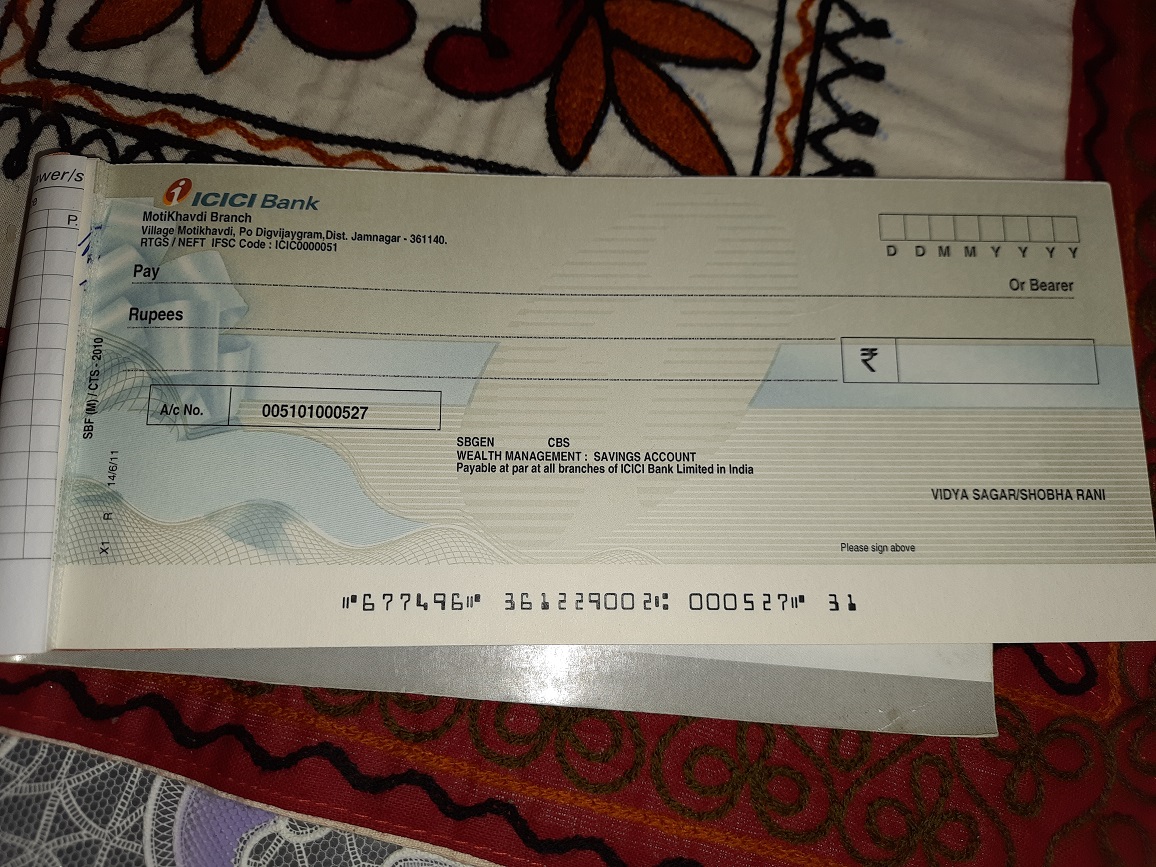 wer/s
P
ICICI Bank
MotiKhavdi Branch
Village Motikhavdi, Po Digvijaygram,Dist. Jamnagar - 361140.
RTGS / NEFT IFSC Code : ICIC0000051
D D M M Y Y Y Y
Pay
Or Bearer
Rupees
₹
A/c No. 005101000527
SBGEN CBS
WEALTH MANAGEMENT : SAVINGS ACCOUNT
Payable at par at all branches of ICICI Bank Limited in India
VIDYA SAGAR/SHOBHA RANI
Please sign above
SBF (M) / CTS - 2010
X1 R 14/6/11
⑈677496⑈ 361229002⑆ 000527⑈ 31